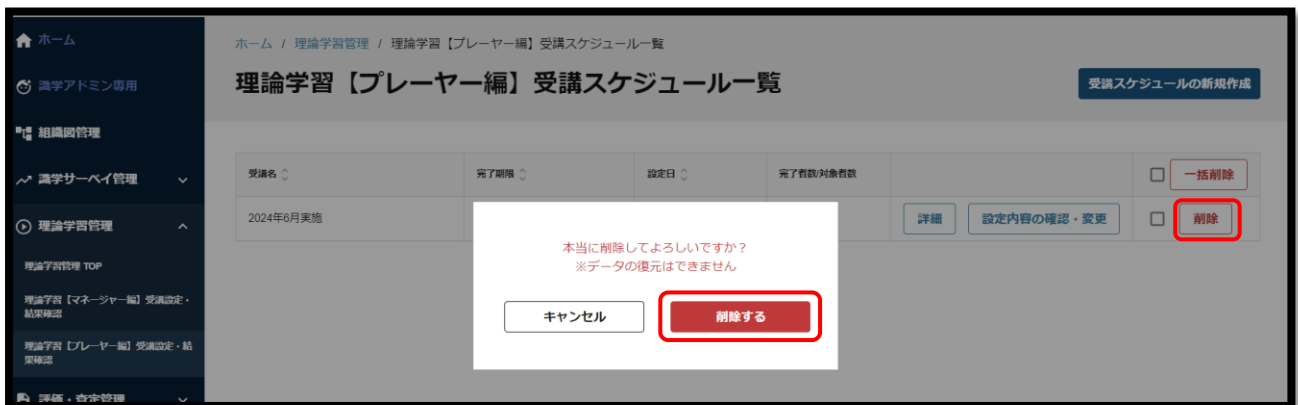 ホーム
識学アドミン専用
組織図管理
識学サーベイ管理
理論学習管理
理論学習管理 TOP
理論学習【マネージャー編】受講設定・
結果確認
理論学習【プレーヤー編】受講設定・結
果確認
評価・査定管理
ホーム / 理論学習管理 / 理論学習【プレーヤー編】受講スケジュール一覧
理論学習【プレーヤー編】受講スケジュール一覧
受講スケジュールの新規作成
受講名 完了期限 設定日 完了者数/対象者数 一括削除
2024年6月実施 詳細 設定内容の確認・変更 削除
本当に削除してよろしいですか？
※データの復元はできません
キャンセル 削除する